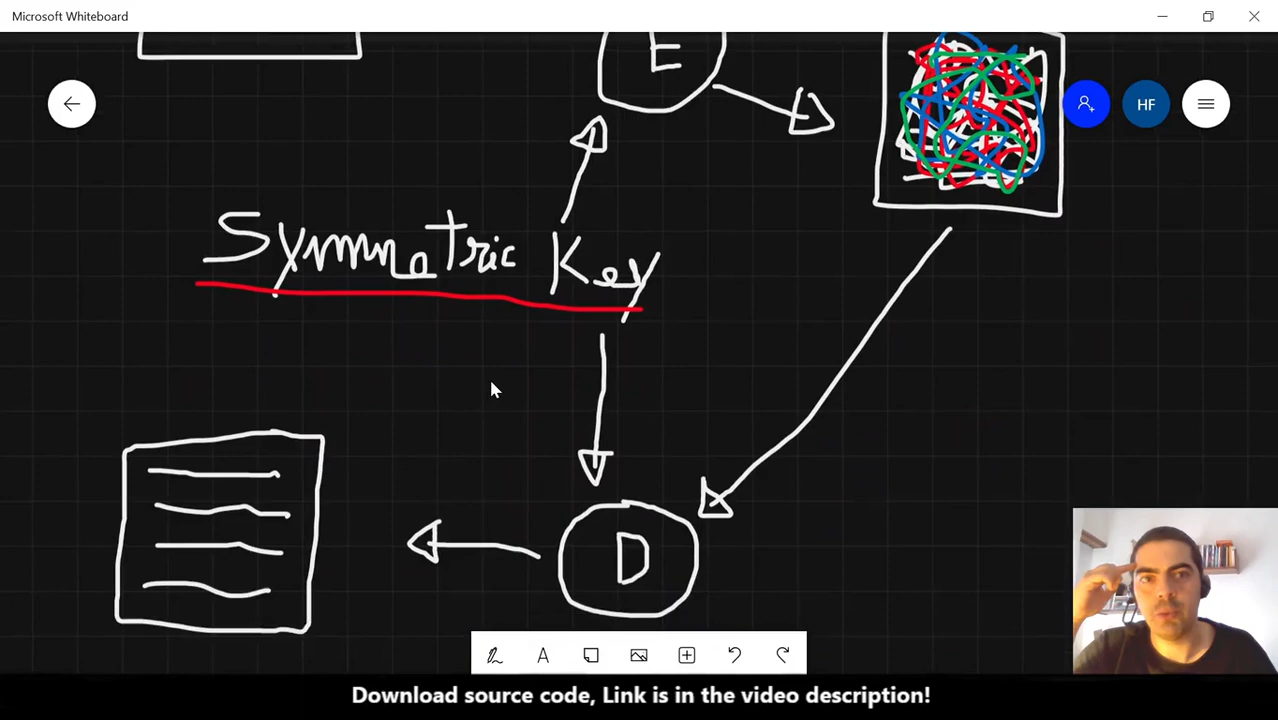 Microsoft Whiteboard
E
HF
Symmetric Key
D
A
Download source code, Link is in the video description!